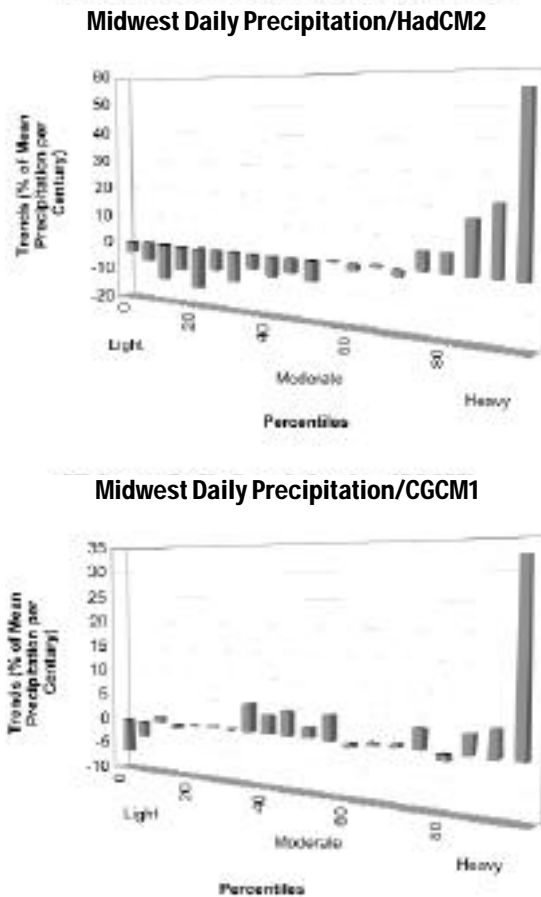 Midwest Daily Precipitation/HadCM2
60
50
40
30
20
10
0
-10
-20
Trends (% of Mean
Precipitation per
Century)
0
20
40
60
80
Light
Moderate
Heavy
Percentiles
Midwest Daily Precipitation/CGCM1
35
30
25
20
15
10
5
0
-5
-10
Trends (% of Mean
Precipitation per
Century)
0
20
40
60
80
Light
Moderate
Heavy
Percentiles